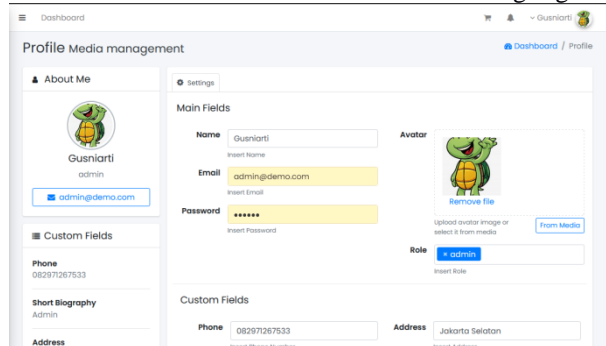 Dashboard
Gusniarti
Profile Media management
Dashboard / Profile
About Me
Gusniarti
admin
admin@demo.com
Custom Fields
Phone
082971267533
Short Biography
Admin
Address
Settings
Main Fields
Name
Gusniarti
Insert Name
Email
admin@demo.com
Insert Email
Password
••••••
Insert Password
Avatar
Remove file
Upload avatar image or
select it from media
From Media
Role
× admin
Insert Role
Custom Fields
Phone
082971267533
Address
Jakarta Selatan